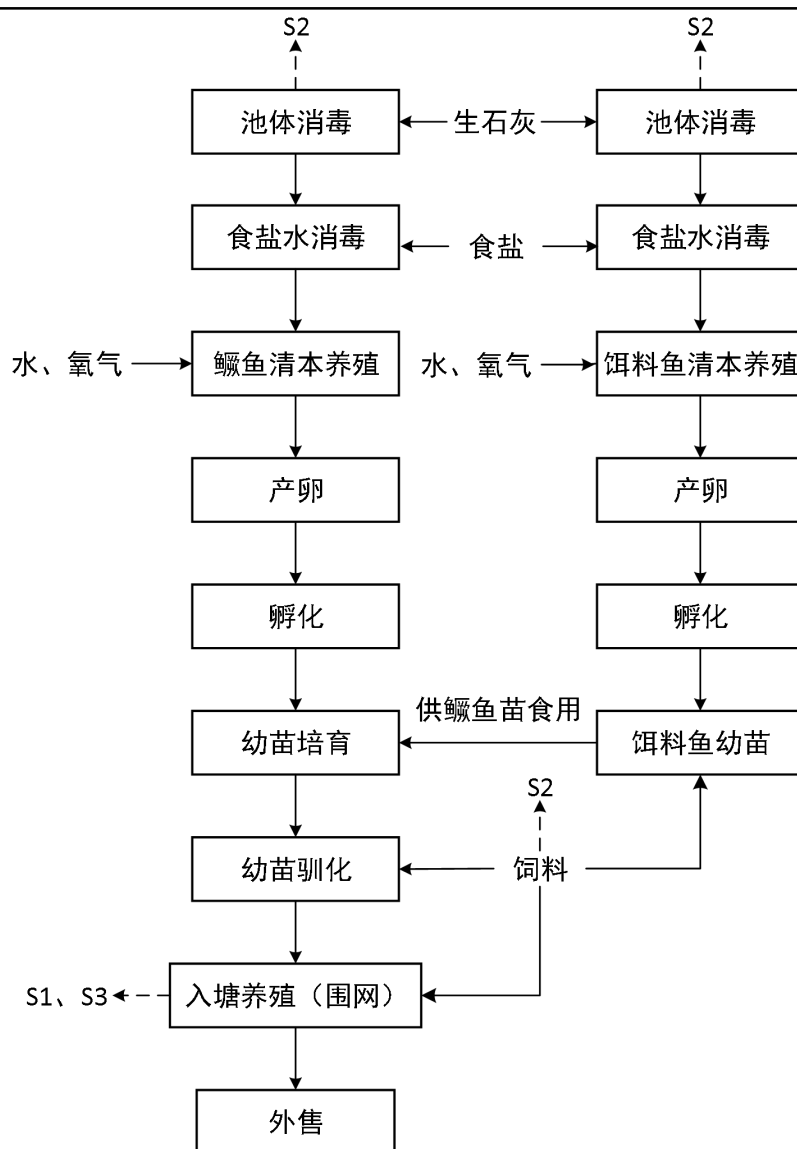 S2 S2
池体消毒 生石灰 池体消毒
食盐水消毒 食盐 食盐水消毒
水、氧气 鳜鱼清本养殖 水、氧气 饵料鱼清本养殖
产卵 产卵
孵化 孵化
供鳜鱼苗食用
幼苗培育 饵料鱼幼苗
S2
幼苗驯化 饲料
S1、S3 入塘养殖（围网）
外售